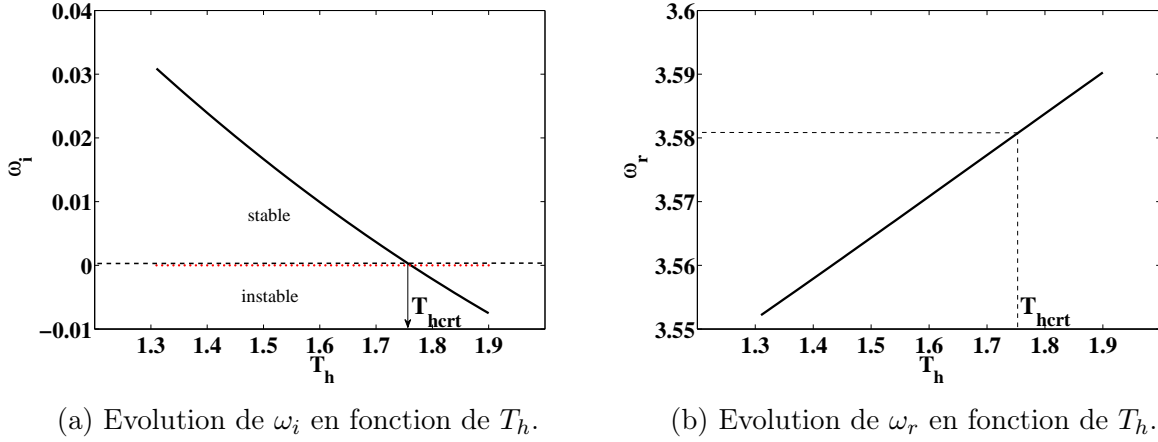 0.04
0.03
0.02
0.01
0
−0.01
ω_i
stable
instable
T_hcrt
1.3 1.4 1.5 1.6 1.7 1.8 1.9
T_h
(a) Evolution de ω_i en fonction de T_h.
3.6
3.59
3.58
3.57
3.56
3.55
ω_r
T_hcrt
1.3 1.4 1.5 1.6 1.7 1.8 1.9
T_h
(b) Evolution de ω_r en fonction de T_h.